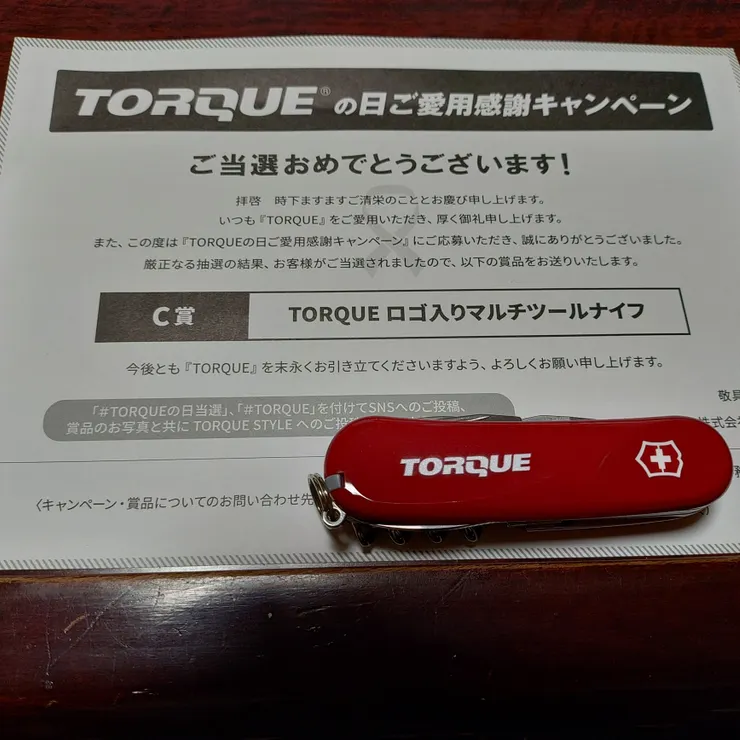 TORQUE® の日ご愛用感謝キャンペーン
ご当選おめでとうございます!
拝啓 時下ますますご清栄のこととお慶び申し上げます。
いつも『TORQUE』をご愛用いただき、厚く御礼申し上げます。
また、この度は『TORQUEの日ご愛用感謝キャンペーン』にご応募いただき、誠にありがとうございました。
厳正なる抽選の結果、お客様がご当選されましたので、以下の賞品をお送りいたします。
C賞 TORQUE ロゴ入りマルチツールナイフ
今後とも『TORQUE』を末永くお引き立てくださいますよう、よろしくお願い申し上げます。
敬具
「#TORQUEの日当選」、「#TORQUE」を付けてSNSへのご投稿、
賞品のお写真と共に TORQUE STYLE へのご投
株式会
〈キャンペーン・賞品についてのお問い合わせ先
TORQUE